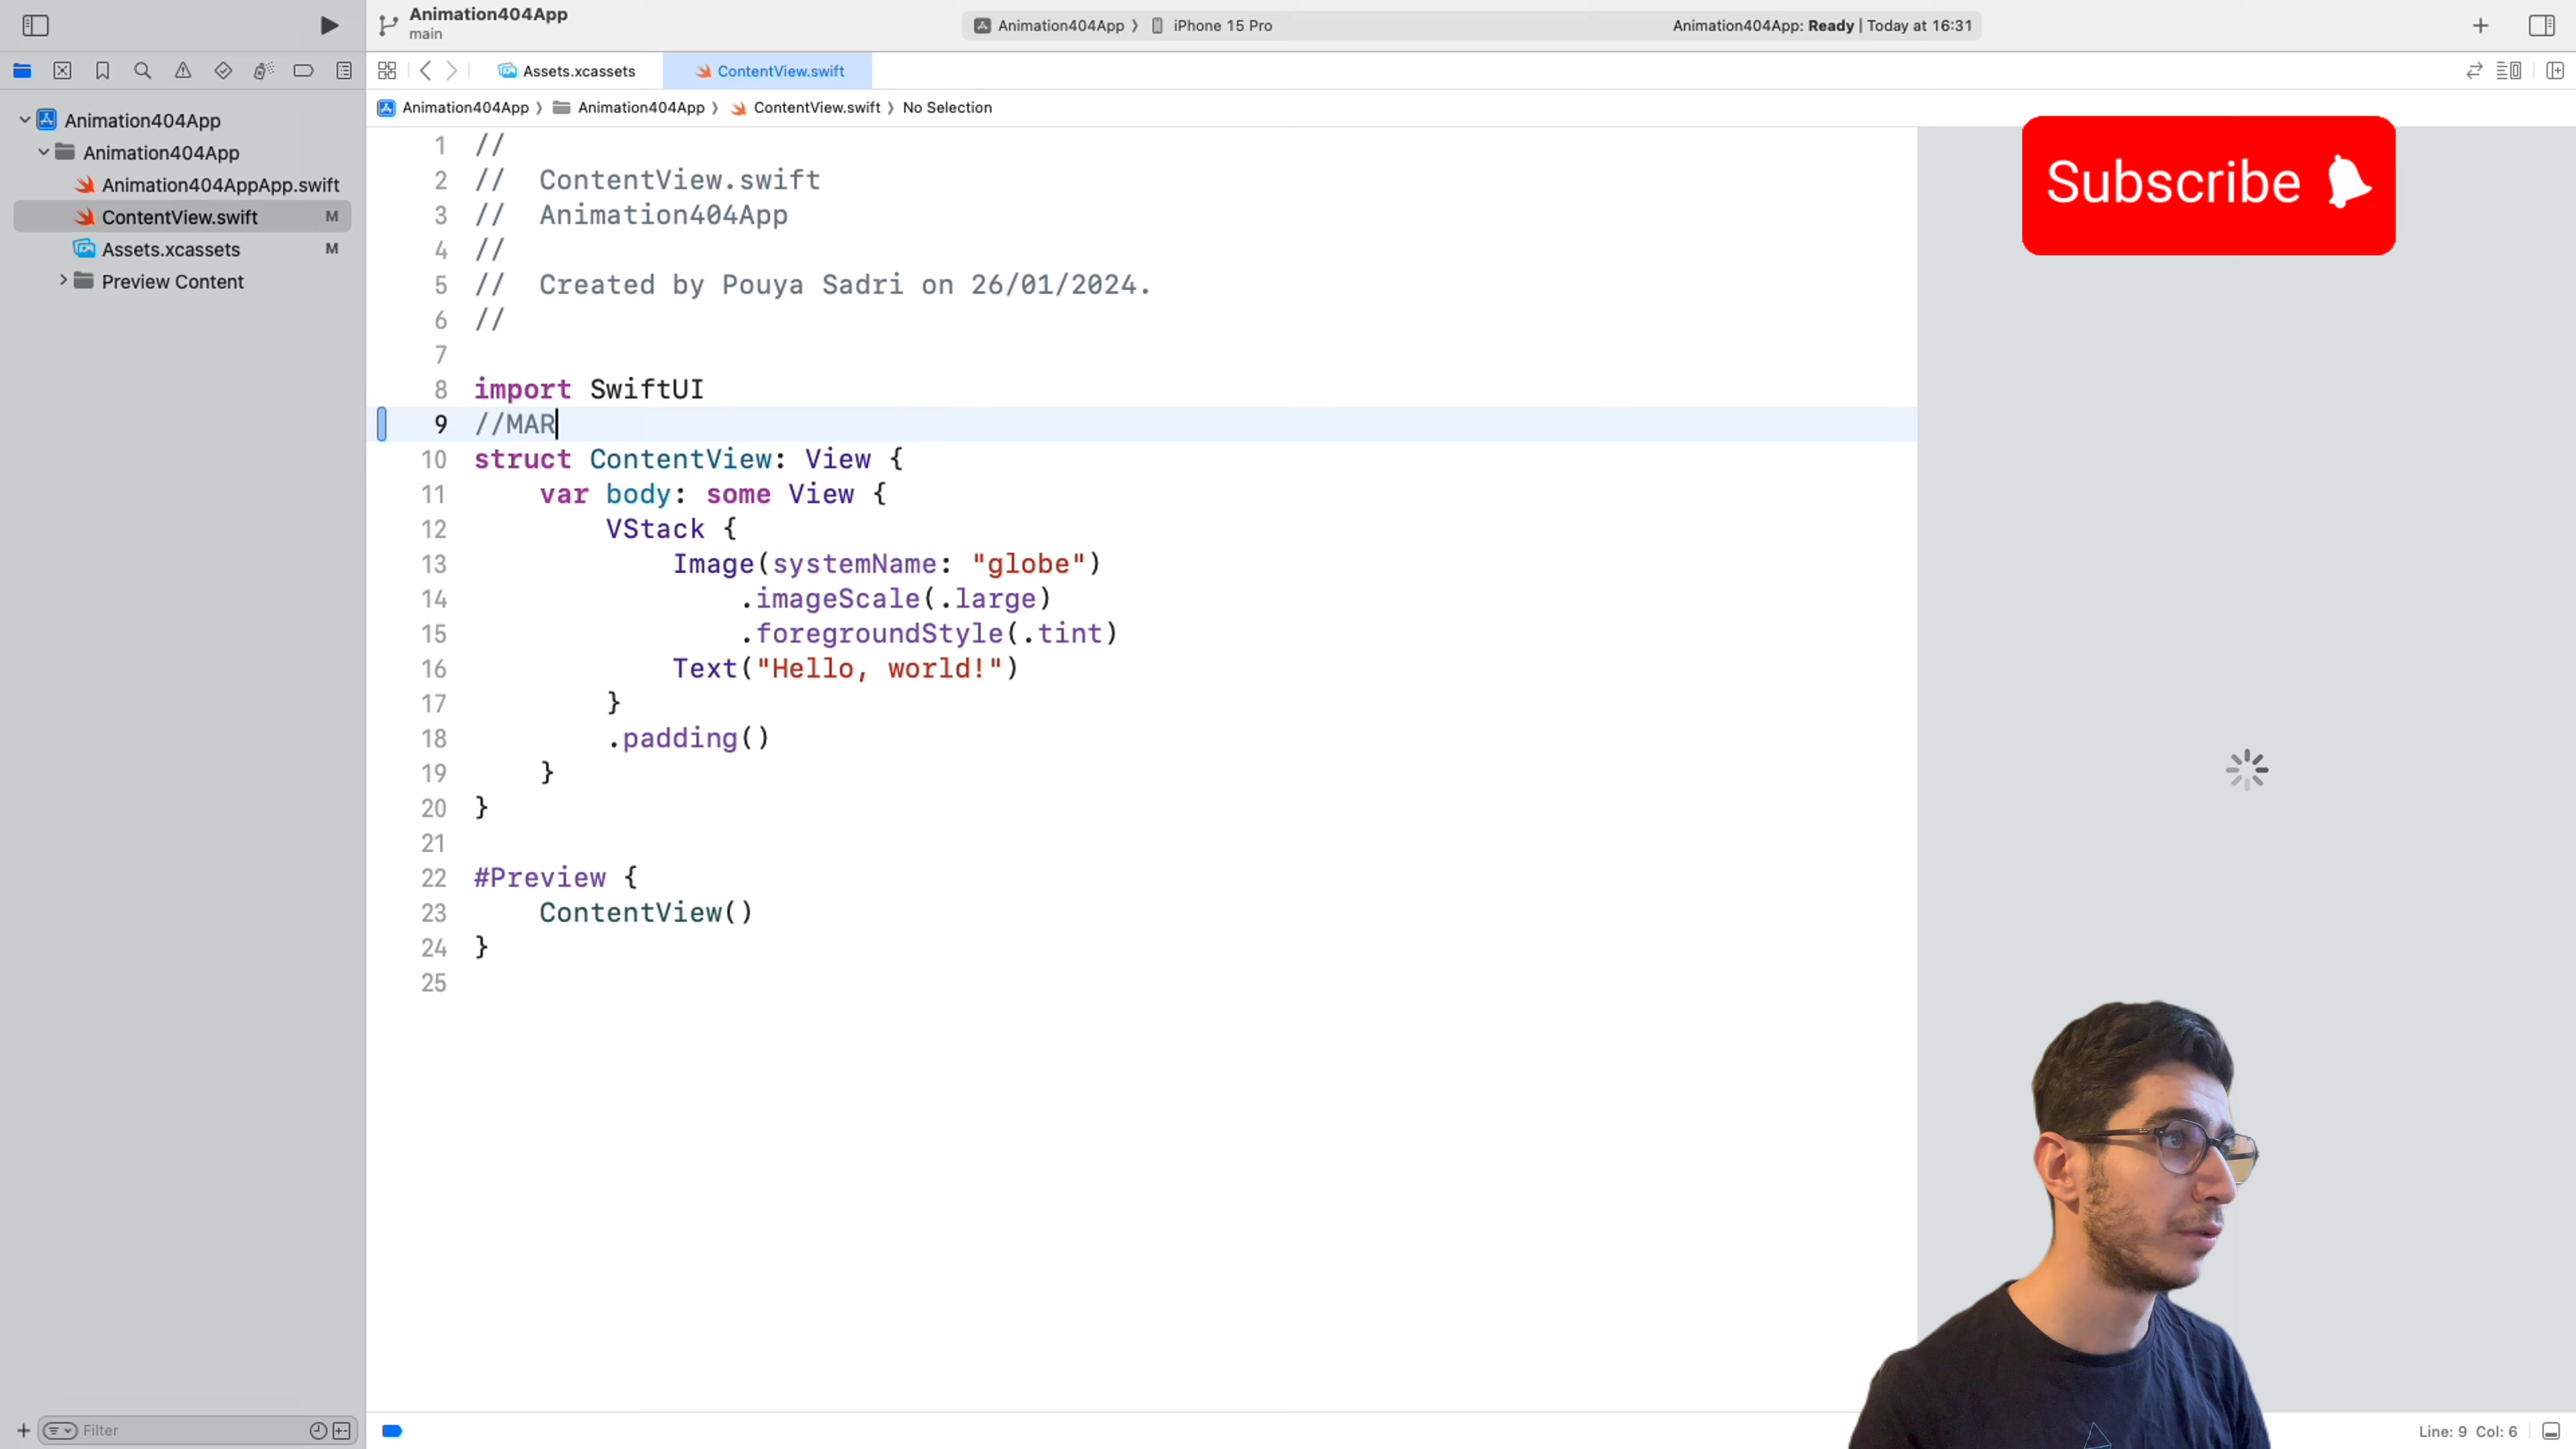 Animation404App
main
Animation404App 〉 iPhone 15 Pro
Animation404App: Ready | Today at 16:31
Assets.xcassets
ContentView.swift
Animation404App 〉 Animation404App 〉 ContentView.swift 〉 No Selection
Animation404App
Animation404App
Animation404AppApp.swift
ContentView.swift M
Assets.xcassets M
Preview Content
Subscribe
1 //
2 //  ContentView.swift
3 //  Animation404App
4 //
5 //  Created by Pouya Sadri on 26/01/2024.
6 //
7
8 import SwiftUI
9 //MAR
10 struct ContentView: View {
11     var body: some View {
12         VStack {
13             Image(systemName: "globe")
14                 .imageScale(.large)
15                 .foregroundStyle(.tint)
16             Text("Hello, world!")
17         }
18         .padding()
19     }
20 }
21
22 #Preview {
23     ContentView()
24 }
25
Filter
Line: 9 Col: 6